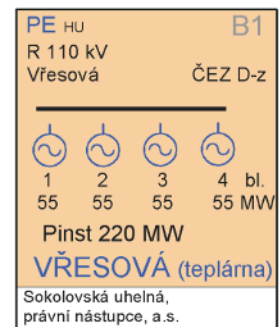 PE HU B1
R 110 kV
Vřesová ČEZ D-z
1 2 3 4 bl.
55 55 55 55 MW
Pinst 220 MW
VŘESOVÁ (teplárna)
Sokolovská uhelná,
právní nástupce, a.s.